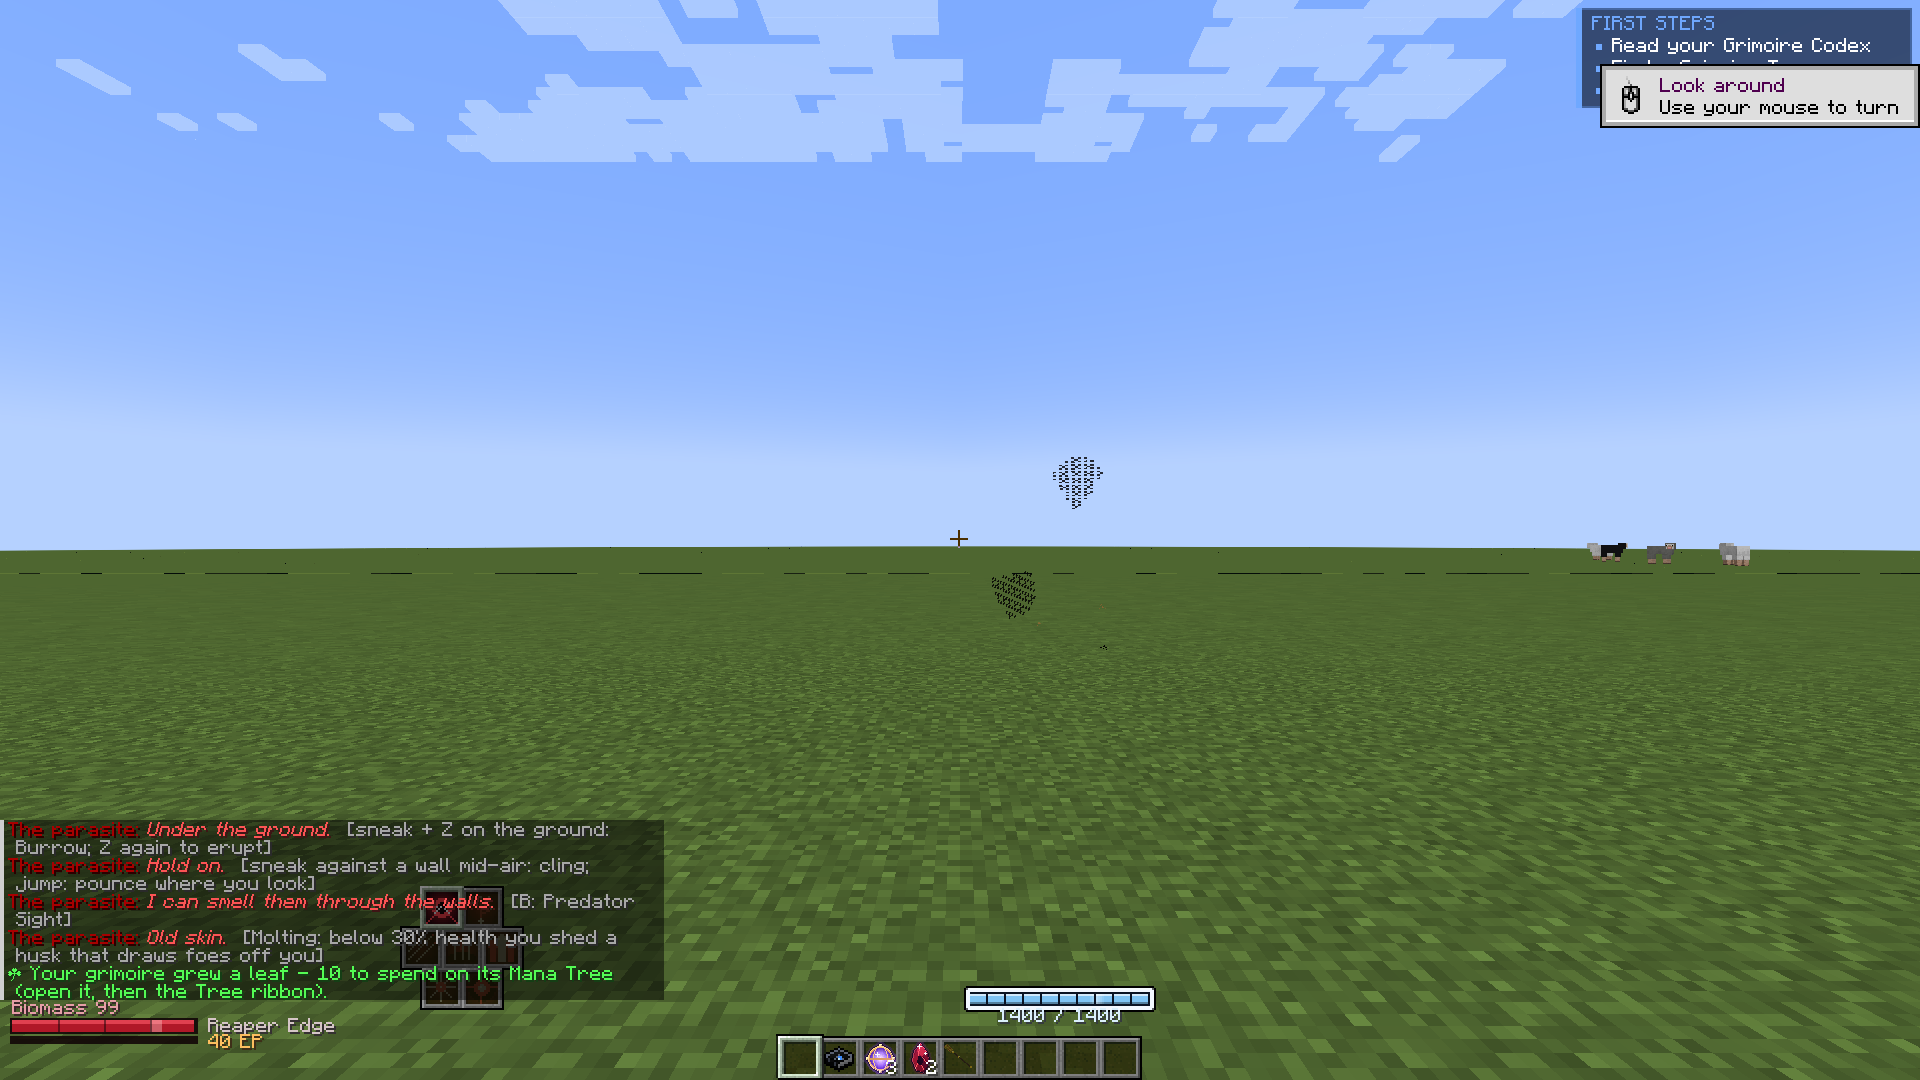 FIRST STEPS
Read your Grimoire Codex
Look around
Use your mouse to turn
The parasite: Under the ground. [sneak + Z on the ground:
Burrow; Z again to erupt]
The parasite: Hold on. [sneak against a wall mid-air: cling;
jump: pounce where you look]
The parasite: I can smell them through the walls. [B: Predator
Sight]
The parasite: Old skin. [Molting: below 30% health you shed a
husk that draws foes off you]
Your grimoire grew a leaf – 10 to spend on its Mana Tree
(open it, then the Tree ribbon).
Biomass 99
Reaper Edge
40 EP
1400 / 1400
3
2